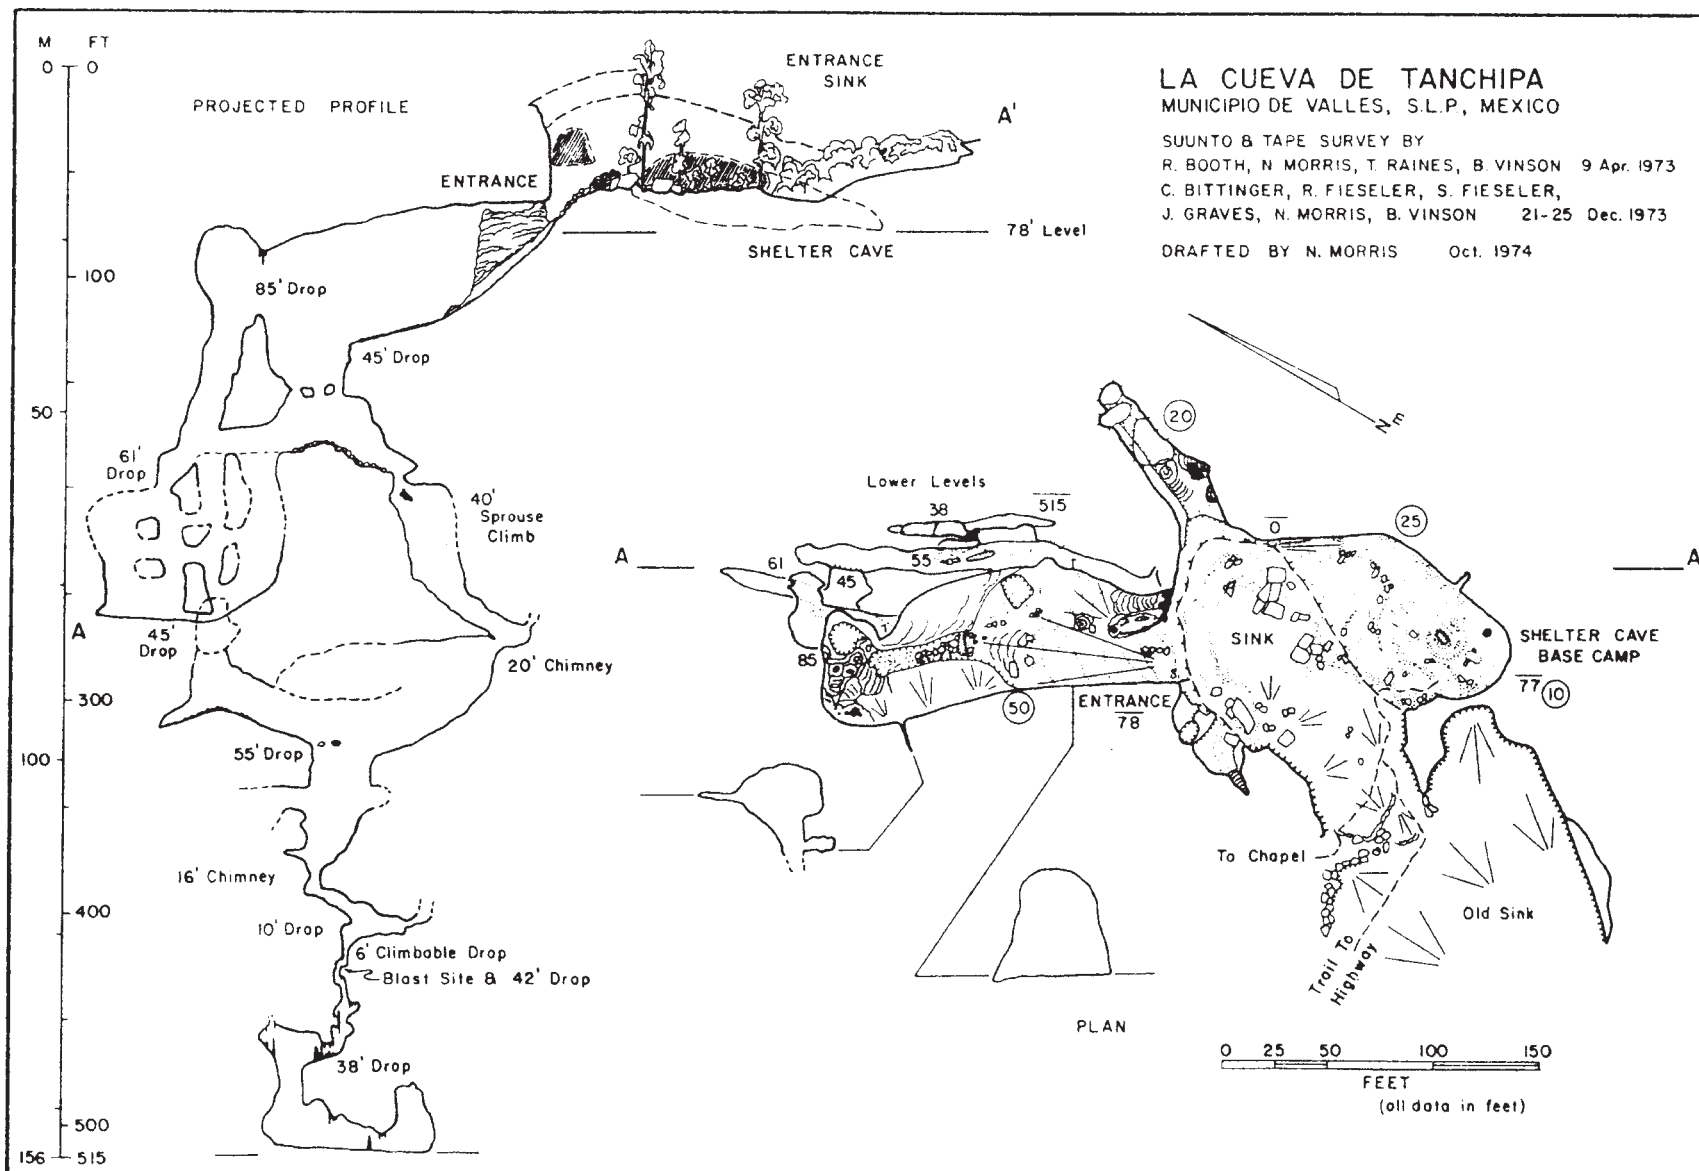 M FT
0 0
PROJECTED PROFILE
ENTRANCE
SINK
A'
ENTRANCE
78' Level
SHELTER CAVE
100
85' Drop
45' Drop
50
61'
Drop
40'
Sprouse
Climb
A
45'
Drop
20' Chimney
300
55' Drop
100
16' Chimney
400
10' Drop
6' Climbable Drop
Blast Site & 42' Drop
38' Drop
500
156 515
LA CUEVA DE TANCHIPA
MUNICIPIO DE VALLES, S.L.P., MEXICO
SUUNTO & TAPE SURVEY BY
R. BOOTH, N MORRIS, T. RAINES, B. VINSON 9 Apr. 1973
C. BITTINGER, R. FIESELER, S. FIESELER,
J. GRAVES, N. MORRIS, B. VINSON 21-25 Dec. 1973
DRAFTED BY N. MORRIS Oct. 1974
Nm
20
Lower Levels
38
515
0
25
A
61
45
55
A'
SINK
SHELTER CAVE
BASE CAMP
85
77
10
50
ENTRANCE
78
To Chapel
Old Sink
Trail To
Highway
PLAN
0 25 50 100 150
FEET
(all data in feet)